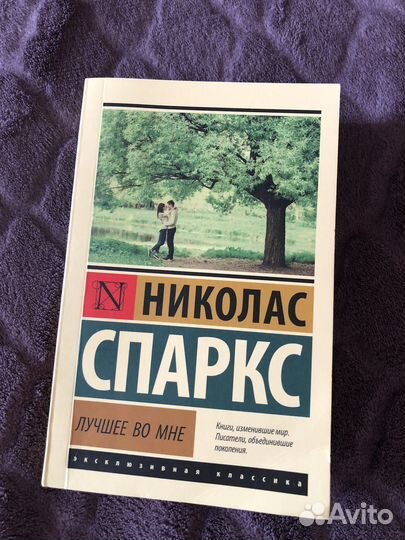 N
НИКОЛАС
СПАРКС
ЛУЧШЕЕ ВО МНЕ
Книги, изменившие мир.
Писатели, объединившие
поколения.
эксклюзивная классика
Avito